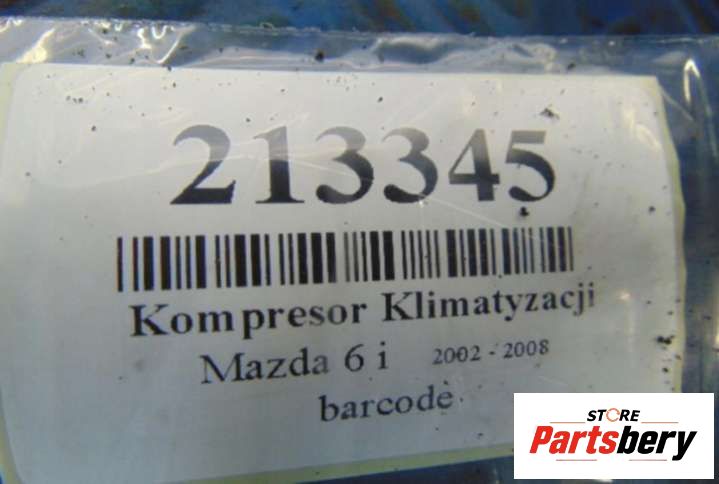 213345
Kompresor Klimatyzacji
Mazda 6 i 2002 - 2008
barcode
STORE
Partsbery